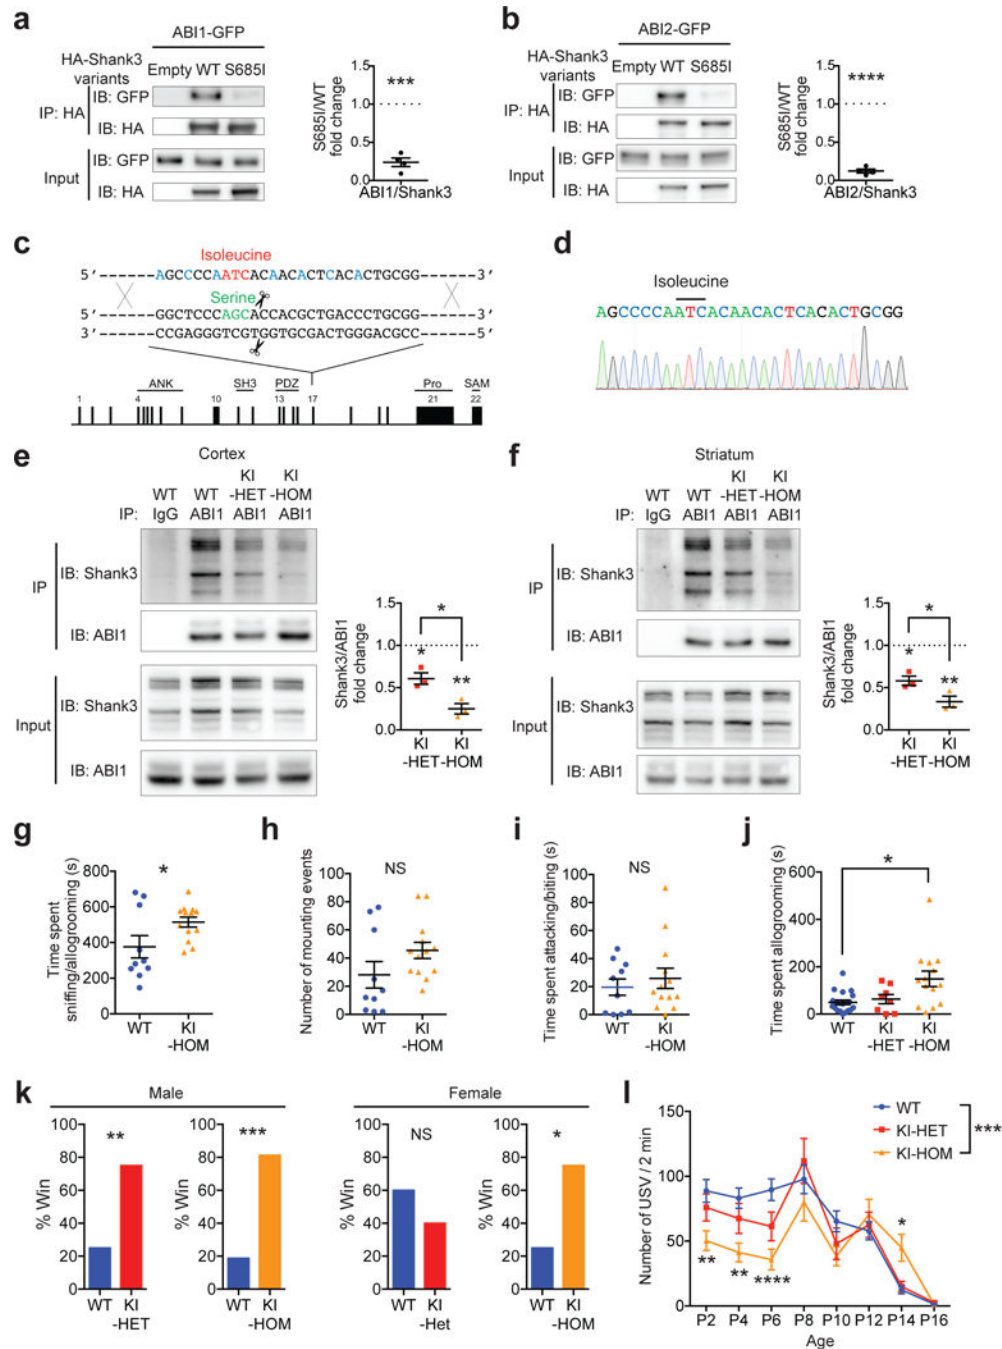 a
ABI1-GFP
HA-Shank3 variants
Empty WT S685I
IP: HA
IB: GFP
IB: HA
Input
IB: GFP
IB: HA
S685I/WT fold change
1.5
1.0
0.5
0.0
***
ABI1/Shank3
b
ABI2-GFP
HA-Shank3 variants
Empty WT S685I
IP: HA
IB: GFP
IB: HA
Input
IB: GFP
IB: HA
S685I/WT fold change
1.5
1.0
0.5
0.0
****
ABI2/Shank3
c
Isoleucine
5'------AGCCCCAATCACAACACTCACACTGCGG------3'
Serine
5'------GGCTCCCAGCACCACGCTGACCCTGCGG------3'
3'------CCGAGGGTCGTGGTGCGACTGGGACGCC------5'
ANK SH3 PDZ Pro SAM
1 4 10 13 17 21 22
d
Isoleucine
AGCCCCAATCACAACACTCACACTGCGG
e
Cortex
WT WT KI-HET KI-HOM
IP: IgG ABI1 ABI1 ABI1
IP
IB: Shank3
IB: ABI1
Input
IB: Shank3
IB: ABI1
Shank3/ABI1 fold change
1.5
1.0
0.5
0.0
*
*
**
KI-HET KI-HOM
f
Striatum
WT WT KI-HET KI-HOM
IP: IgG ABI1 ABI1 ABI1
IP
IB: Shank3
IB: ABI1
Input
IB: Shank3
IB: ABI1
Shank3/ABI1 fold change
1.5
1.0
0.5
0.0
*
*
**
KI-HET KI-HOM
g
Time spent sniffing/allogrooming (s)
800
600
400
200
0
*
WT KI-HOM
h
Number of mounting events
100
80
60
40
20
0
NS
WT KI-HOM
i
Time spent attacking/biting (s)
100
80
60
40
20
0
NS
WT KI-HOM
j
Time spent allogrooming (s)
600
400
200
0
*
WT KI-HET KI-HOM
k
Male
% Win
100
80
60
40
20
0
**
WT KI-HET
% Win
100
80
60
40
20
0
***
WT KI-HOM
Female
% Win
100
80
60
40
20
0
NS
WT KI-Het
% Win
100
80
60
40
20
0
*
WT KI-HOM
l
Number of USV / 2 min
150
100
50
0
WT
KI-HET
KI-HOM
***
** ** **** *
P2 P4 P6 P8 P10 P12 P14 P16
Age